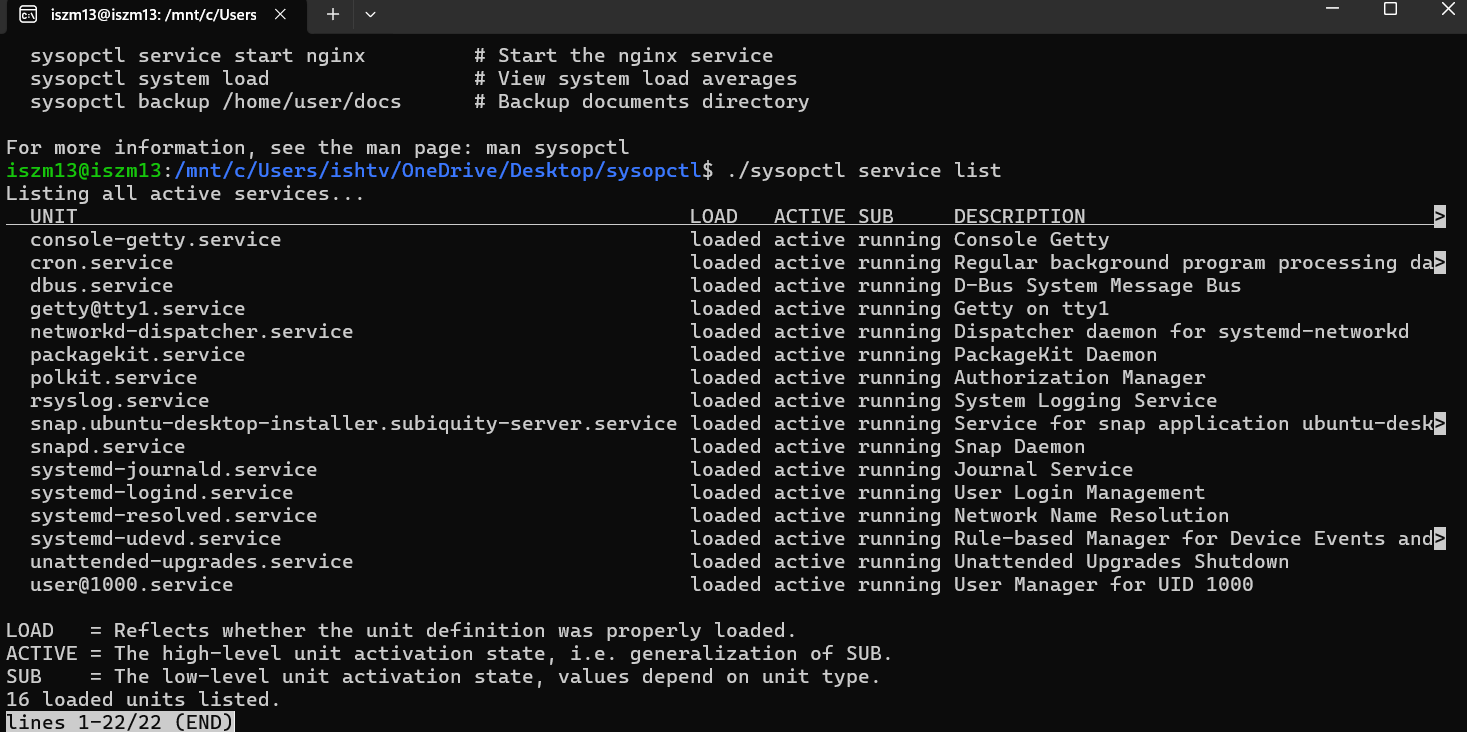 iszm13@iszm13: /mnt/c/Users
  sysopctl service start nginx         # Start the nginx service
  sysopctl system load                 # View system load averages
  sysopctl backup /home/user/docs      # Backup documents directory
For more information, see the man page: man sysopctl
iszm13@iszm13:/mnt/c/Users/ishtv/OneDrive/Desktop/sysopctl$ ./sysopctl service list
Listing all active services...
  UNIT                                                   LOAD   ACTIVE SUB     DESCRIPTION                             >
  console-getty.service                                  loaded active running Console Getty
  cron.service                                           loaded active running Regular background program processing da>
  dbus.service                                           loaded active running D-Bus System Message Bus
  getty@tty1.service                                     loaded active running Getty on tty1
  networkd-dispatcher.service                            loaded active running Dispatcher daemon for systemd-networkd
  packagekit.service                                     loaded active running PackageKit Daemon
  polkit.service                                         loaded active running Authorization Manager
  rsyslog.service                                        loaded active running System Logging Service
  snap.ubuntu-desktop-installer.subiquity-server.service loaded active running Service for snap application ubuntu-desk>
  snapd.service                                          loaded active running Snap Daemon
  systemd-journald.service                               loaded active running Journal Service
  systemd-logind.service                                 loaded active running User Login Management
  systemd-resolved.service                               loaded active running Network Name Resolution
  systemd-udevd.service                                  loaded active running Rule-based Manager for Device Events and>
  unattended-upgrades.service                            loaded active running Unattended Upgrades Shutdown
  user@1000.service                                      loaded active running User Manager for UID 1000
LOAD   = Reflects whether the unit definition was properly loaded.
ACTIVE = The high-level unit activation state, i.e. generalization of SUB.
SUB    = The low-level unit activation state, values depend on unit type.
16 loaded units listed.
lines 1-22/22 (END)